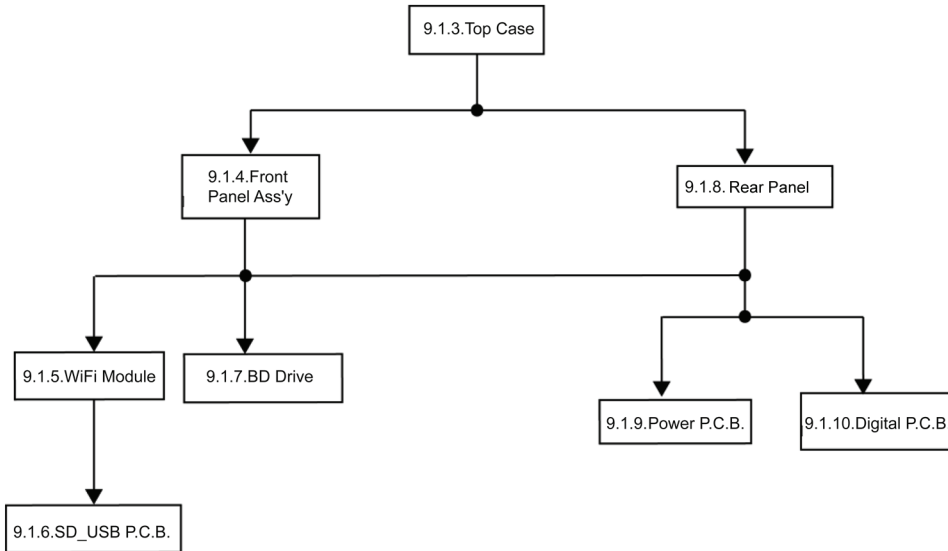 9.1.3.Top Case
9.1.4.Front
Panel Ass'y
9.1.8. Rear Panel
9.1.5.WiFi Module
9.1.7.BD Drive
9.1.9.Power P.C.B.
9.1.10.Digital P.C.B.
9.1.6.SD_USB P.C.B.